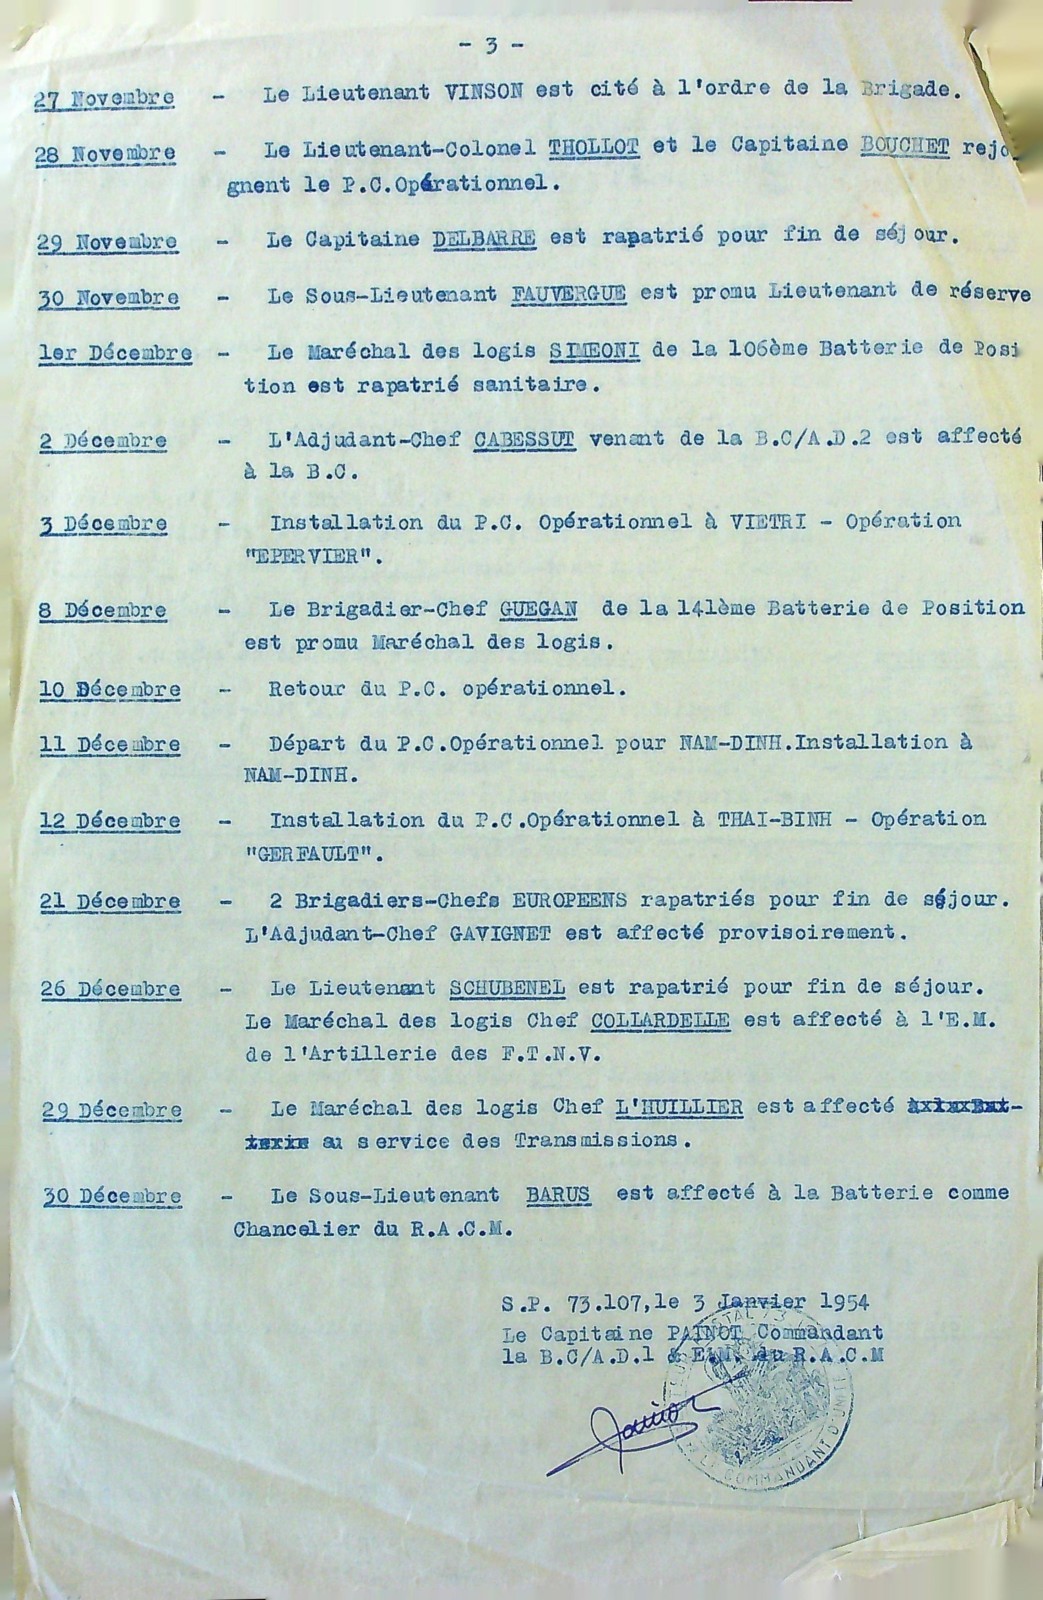 - 3 -
27 Novembre - Le Lieutenant VINSON est cité à l'ordre de la Brigade.
28 Novembre - Le Lieutenant-Colonel THOLLOT et le Capitaine BOUCHET rejo
gnent le P.C.Opérationnel.
29 Novembre - Le Capitaine DELBARRE est rapatrié pour fin de séjour.
30 Novembre - Le Sous-Lieutenant FAUVERGUE est promu Lieutenant de réserve
1er Décembre - Le Maréchal des logis SIMEONI de la 106ème Batterie de Posi
tion est rapatrié sanitaire.
2 Décembre - L'Adjudant-Chef CABESSUT venant de la B.C/A.D.2 est affecté
à la B.C.
3 Décembre - Installation du P.C. Opérationnel à VIETRI - Opération
"EPERVIER".
8 Décembre - Le Brigadier-Chef GUEGAN de la 141ème Batterie de Position
est promu Maréchal des logis.
10 Décembre - Retour du P.C. opérationnel.
11 Décembre - Départ du P.C.Opérationnel pour NAM-DINH.Installation à
NAM-DINH.
12 Décembre - Installation du P.C.Opérationnel à THAI-BINH - Opération
"GERFAULT".
21 Décembre - 2 Brigadiers-Chefs EUROPEENS rapatriés pour fin de séjour.
L'Adjudant-Chef GAVIGNET est affecté provisoirement.
26 Décembre - Le Lieutenant SCHUBENEL est rapatrié pour fin de séjour.
Le Maréchal des logis Chef COLLARDELLE est affecté à l'E.M.
de l'Artillerie des F.T.N.V.
29 Décembre - Le Maréchal des logis Chef L'HUILLIER est affecté
au service des Transmissions.
30 Décembre - Le Sous-Lieutenant BARUS est affecté à la Batterie comme
Chancelier du R.A.C.M.
S.P. 73.107,le 3 Janvier 1954
Le Capitaine PAINOT Commandant
la B.C/A.D.1 & E.M. du R.A.C.M
Painot
LE COMMANDANT D'UNITE